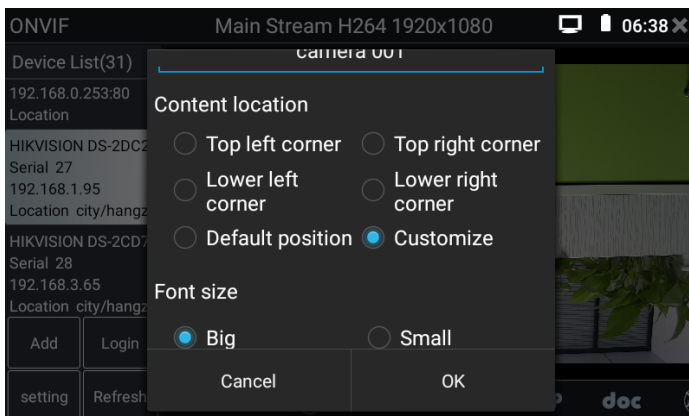 ONVIF
Main Stream H264 1920x1080
06:38
Device List(31)
192.168.0.253:80
Location
HIKVISION DS-2DC2
Serial 27
192.168.1.95
Location city/hangz
HIKVISION DS-2CD7
Serial 28
192.168.3.65
Location city/hangz
Add
Login
setting
Refresh
camera 001
Content location
Top left corner
Top right corner
Lower left
corner
Lower right
corner
Default position
Customize
Font size
Big
Small
Cancel
OK
doc